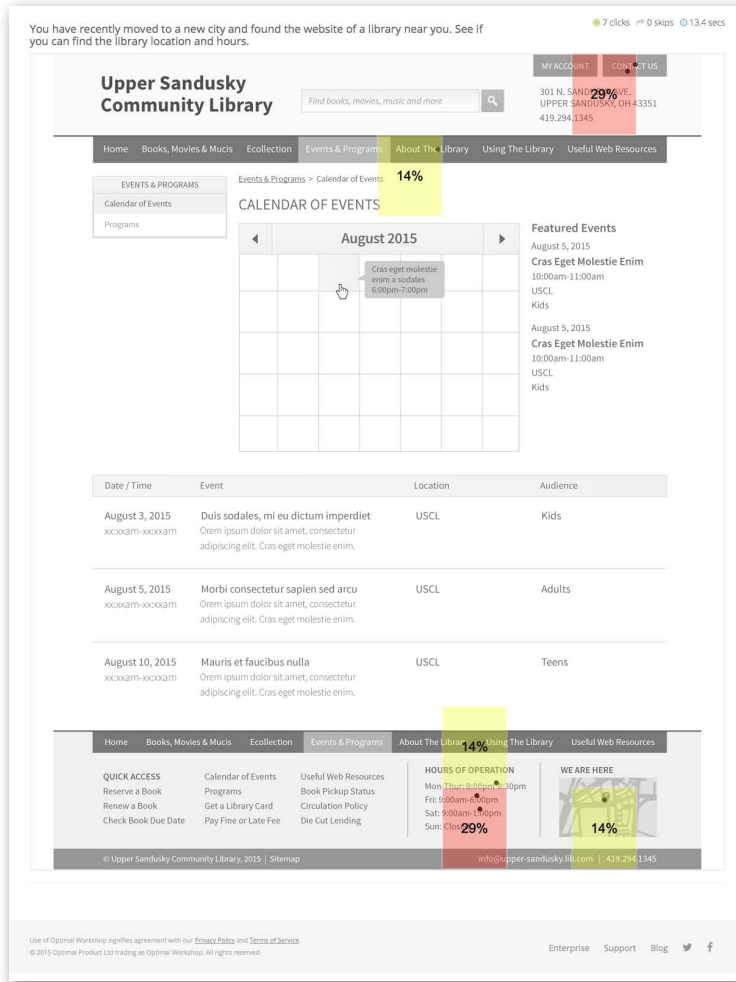 You have recently moved to a new city and found the website of a library near you. See if
you can find the library location and hours.
7 clicks 0 skips 13.4 secs
MY ACCOUNT CONTACT US
Upper Sandusky
Community Library
Find books, movies, music and more
301 N. SANDUSKY AVE.
29%
UPPER SANDUSKY, OH 43351
419.294.1345
Home Books, Movies & Mucis Ecollection Events & Programs About The Library Using The Library Useful Web Resources
14%
EVENTS & PROGRAMS
Calendar of Events
Programs
Events & Programs > Calendar of Events
CALENDAR OF EVENTS
August 2015
Cras eget molestie
enim a sodales
6:00pm-7:00pm
Featured Events
August 5, 2015
Cras Eget Molestie Enim
10:00am-11:00am
USCL
Kids
August 5, 2015
Cras Eget Molestie Enim
10:00am-11:00am
USCL
Kids
Date / Time Event Location Audience
August 3, 2015 Duis sodales, mi eu dictum imperdiet USCL Kids
xx:xxam-xx:xxam Orem ipsum dolor sit amet, consectetur
adipiscing elit. Cras eget molestie enim.
August 5, 2015 Morbi consectetur sapien sed arcu USCL Adults
xx:xxam-xx:xxam Orem ipsum dolor sit amet, consectetur
adipiscing elit. Cras eget molestie enim.
August 10, 2015 Mauris et faucibus nulla USCL Teens
xx:xxam-xx:xxam Orem ipsum dolor sit amet, consectetur
adipiscing elit. Cras eget molestie enim.
Home Books, Movies & Mucis Ecollection Events & Programs About The Library Using The Library Useful Web Resources
14%
QUICK ACCESS
Reserve a Book
Renew a Book
Check Book Due Date
Calendar of Events
Programs
Get a Library Card
Pay Fine or Late Fee
Useful Web Resources
Book Pickup Status
Circulation Policy
Die Cut Lending
HOURS OF OPERATION
Mon-Thur: 9:00pm-8:30pm
Fri: 9:00am-6:00pm
Sat: 9:00am-1:00pm
Sun: Closed
29%
WE ARE HERE
14%
© Upper Sandusky Community Library, 2015 | Sitemap
info@upper-sandusky.lib.com | 419.294.1345
Use of Optimal Workshop signifies agreement with our Privacy Policy and Terms of Service.
© 2015 Optimal Product Ltd trading as Optimal Workshop. All rights reserved.
Enterprise Support Blog